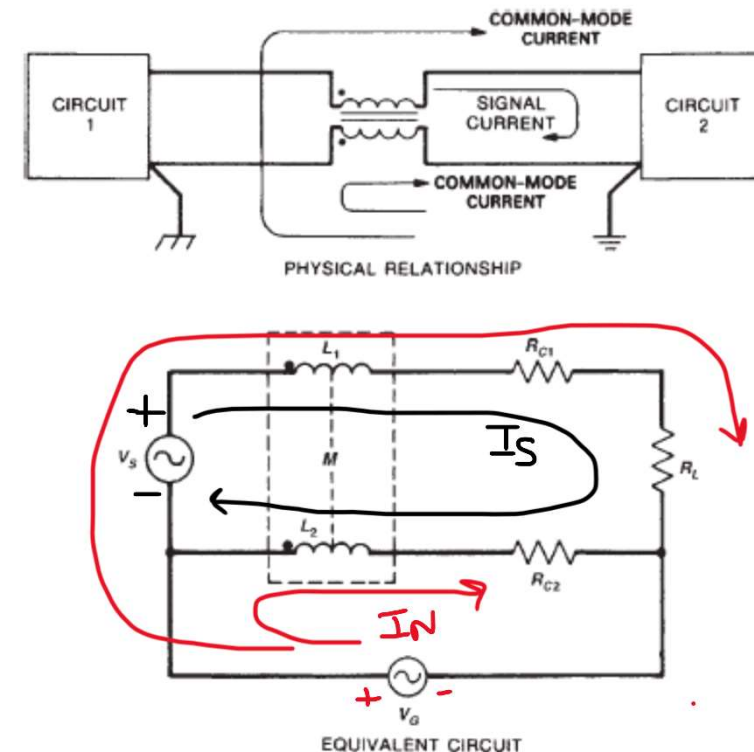 COMMON-MODE
CURRENT
CIRCUIT
1
SIGNAL
CURRENT
CIRCUIT
2
COMMON-MODE
CURRENT
PHYSICAL RELATIONSHIP
L1
RC1
+
IS
VS
M
RL
-
L2
RC2
IN
+ -
VG
EQUIVALENT CIRCUIT